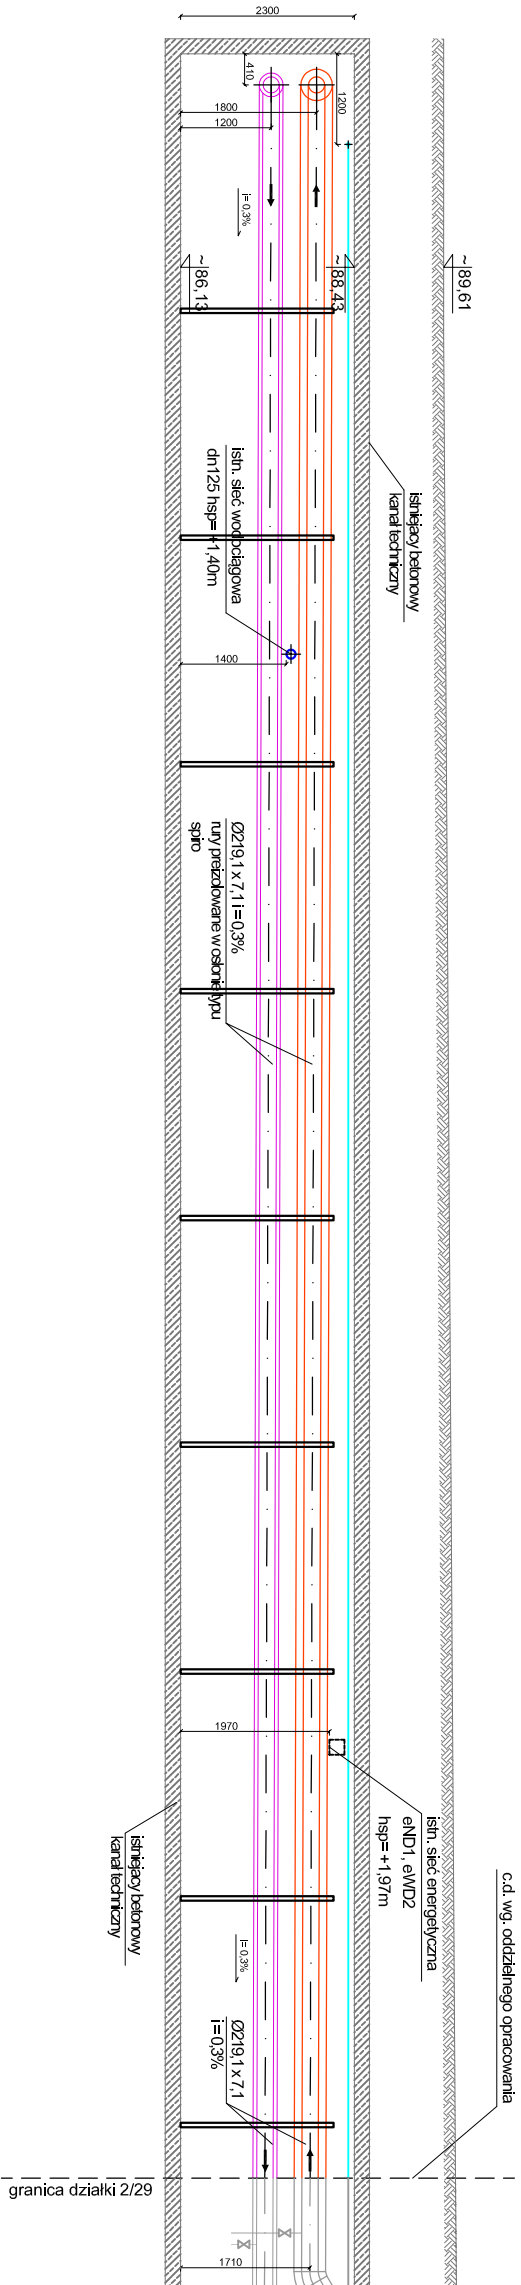 2300
410
1200
1800
1200
i= 0,3%
~86,13
~88,43
~89,61
istniejacy betonowy
kanał techniczny
istn. sieć wodociągowa
dn125 hsp= +1,40m
1400
Ø219,1 x 7,1 i = 0,3%
rury preizolowane w osłonie typu
spiro
1970
istn. sieć energetyczna
eND1, eWD2
hsp= +1,97m
istniejacy betonowy
kanał techniczny
c.d. wg. oddzielnego opracowania
i= 0,3%
Ø219,1 x 7,1
i = 0,3%
granica działki 2/29
1710